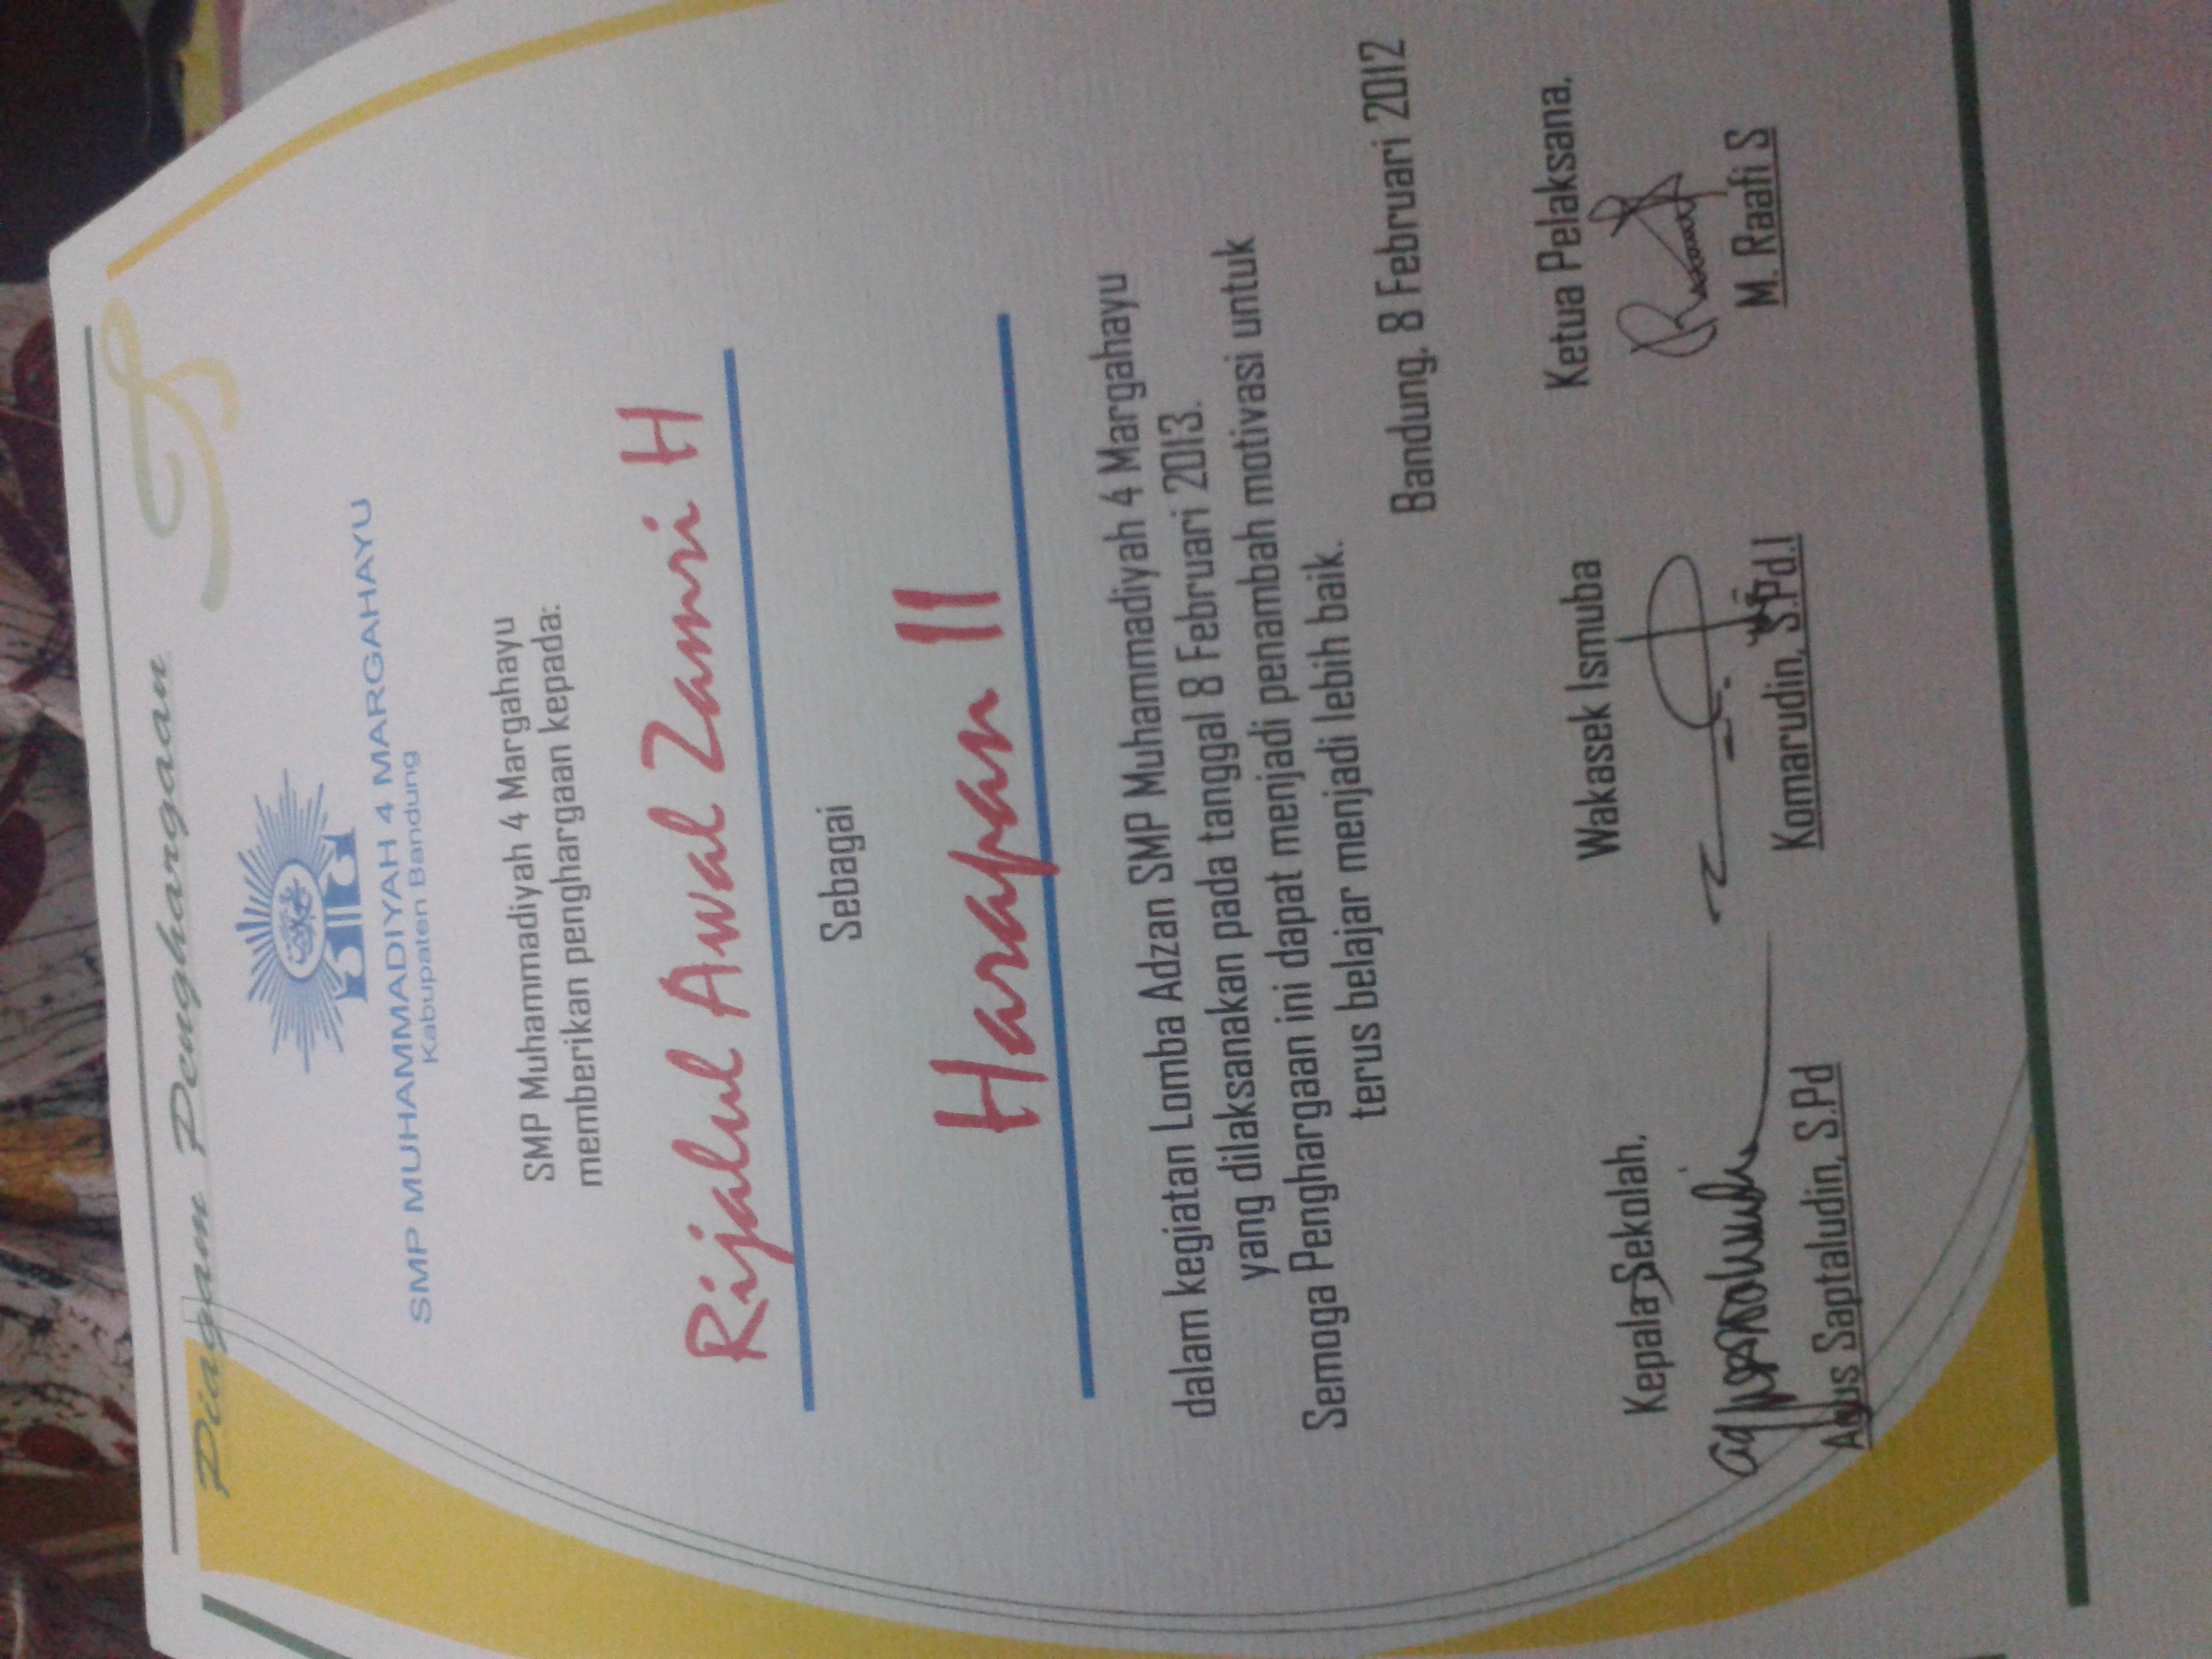 Piagam Penghargaan
SMP MUHAMMADIYAH 4 MARGAHAYU
Kabupaten Bandung
SMP Muhammadiyah 4 Margahayu
memberikan penghargaan kepada:
Rijalul Awal Zamri H
Sebagai
Harapan II
dalam kegiatan Lomba Adzan SMP Muhammadiyah 4 Margahayu
yang dilaksanakan pada tanggal 8 Februari 2013.
Semoga Penghargaan ini dapat menjadi penambah motivasi untuk
terus belajar menjadi lebih baik.
Bandung, 8 Februari 2012
Kepala Sekolah, Wakasek Ismuba Ketua Pelaksana,
Agus Saptaludin, S.Pd Komarudin, S.Pd.I M. Raafi S